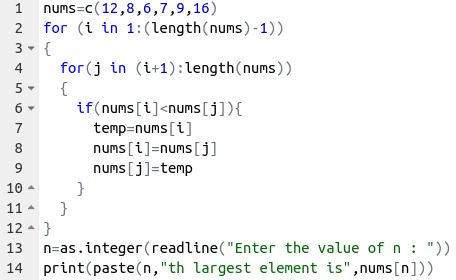 1 nums=c(12,8,6,7,9,16)
2 for (i in 1:(length(nums)-1))
3 {
4   for(j in (i+1):length(nums))
5   {
6     if(nums[i]<nums[j]){
7       temp=nums[i]
8       nums[i]=nums[j]
9       nums[j]=temp
10     }
11   }
12 }
13 n=as.integer(readline("Enter the value of n : "))
14 print(paste(n,"th largest element is",nums[n]))